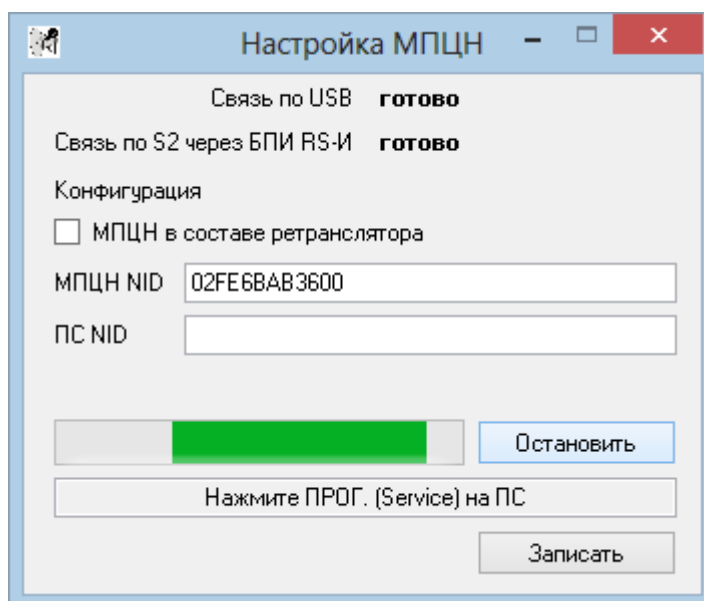 Настройка МПЦН
Связь по USB готово
Связь по S2 через БПИ RS-И готово
Конфигурация
МПЦН в составе ретранслятора
МПЦН NID 02FE6BAB3600
ПС NID
Остановить
Нажмите ПРОГ. (Service) на ПС
Записать